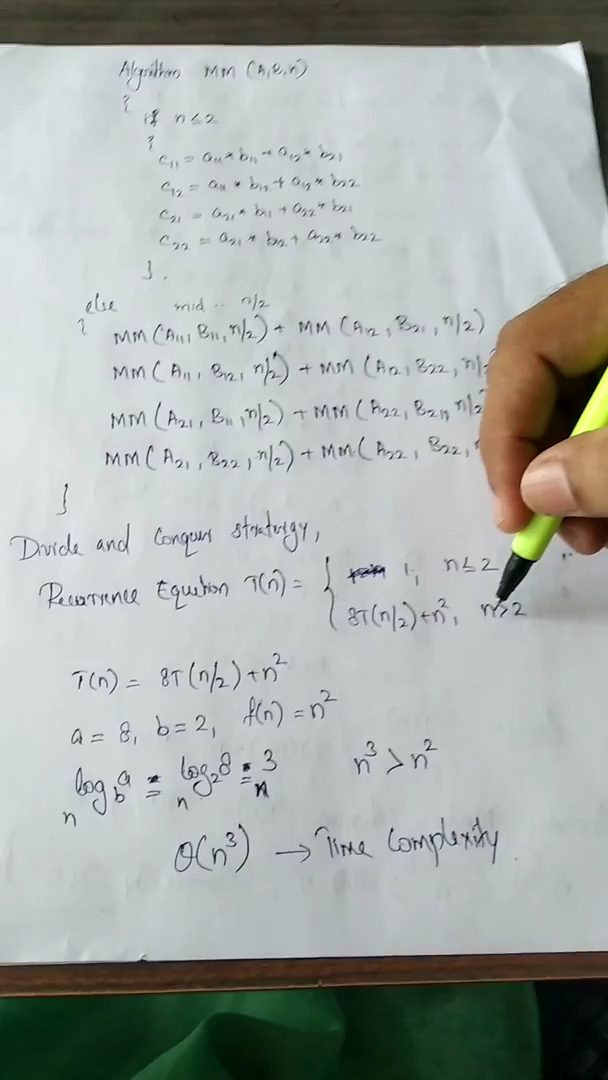 Algorithm MM (A,B,n)
{
if n ≤ 2
{
c₁₁ = a₁₁ * b₁₁ + a₁₂ * b₂₁
c₁₂ = a₁₁ * b₁₂ + a₁₂ * b₂₂
c₂₁ = a₂₁ * b₁₁ + a₂₂ * b₂₁
c₂₂ = a₂₁ * b₁₂ + a₂₂ * b₂₂
}.
else mid .. n/2
{
MM (A₁₁, B₁₁, n/2) + MM (A₁₂, B₂₁, n/2)
MM (A₁₁, B₁₂, n/2) + MM (A₁₂, B₂₂, n/2
MM (A₂₁, B₁₁, n/2) + MM (A₂₂, B₂₁, n/2
MM (A₂₁, B₂₂, n/2) + MM (A₂₂, B₂₂,
}
Divide and Conquer Stratergy,
Recurrence Equation T(n) = { 1, n ≤ 2
8T(n/2) + n², n > 2
T(n) = 8T(n/2) + n²
a = 8, b = 2, f(n) = n²
n^log_b a = n^log₂8 = n³ n³ > n²
θ(n³) → Time Complexity.